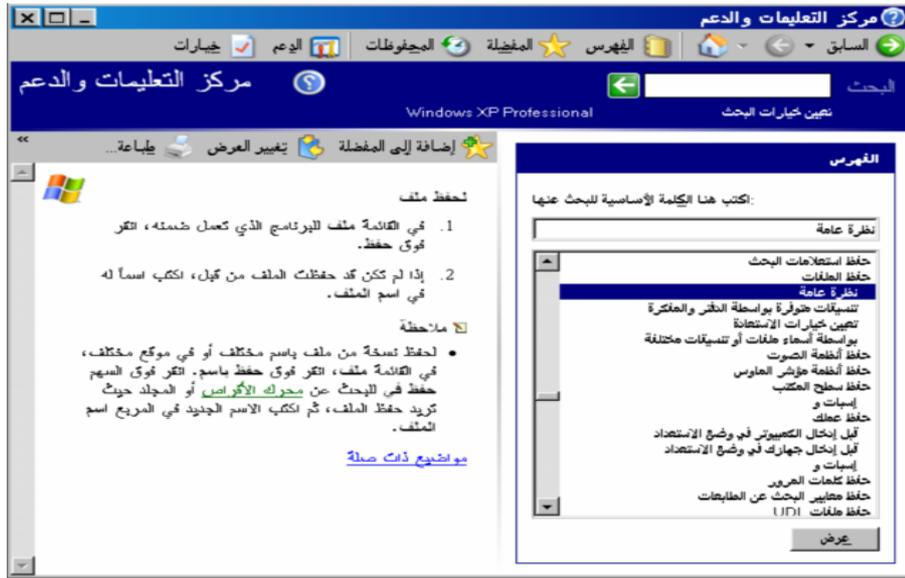 مركز التعليمات والدعم
السابق الفهرس المفضلة المحفوظات الدعم خيارات
البحث
مركز التعليمات والدعم
تعيين خيارات البحث
Windows XP Professional
الفهرس
اكتب هنا الكلمة الأساسية للبحث عنها:
نظرة عامة
حفظ استعلامات البحث
حفظ الملفات
نظرة عامة
تنسيقات متوفرة بواسطة الدفتر والمفكرة
تعيين خيارات الاستعادة
بواسطة أسماء ملفات أو تنسيقات مختلفة
حفظ أنظمة الصوت
حفظ أنظمة مؤشر الماوس
حفظ سطح المكتب
إسبات و
حفظ عملك
قبل إدخال الكمبيوتر في وضع الاستعداد
قبل إدخال جهازك في وضع الاستعداد
إسبات و
حفظ كلمات المرور
حفظ معايير البحث عن الطابعات
حفظ ملفات UDL
عرض
إضافة إلى المفضلة تغيير العرض طباعة...
لحفظ ملف
1. في القائمة ملف للبرنامج الذي تعمل ضمنه، انقر
فوق حفظ.
2. إذا لم تكن قد حفظت الملف من قبل، اكتب اسماً له
في اسم الملف.
ملاحظة
• لحفظ نسخة من ملف باسم مختلف أو في موقع مختلف،
في القائمة ملف، انقر فوق حفظ باسم. انقر فوق السهم
حفظ في للبحث عن محرك الأقراص أو المجلد حيث
تريد حفظ الملف، ثم اكتب الاسم الجديد في المربع اسم
الملف.
مواضيع ذات صلة